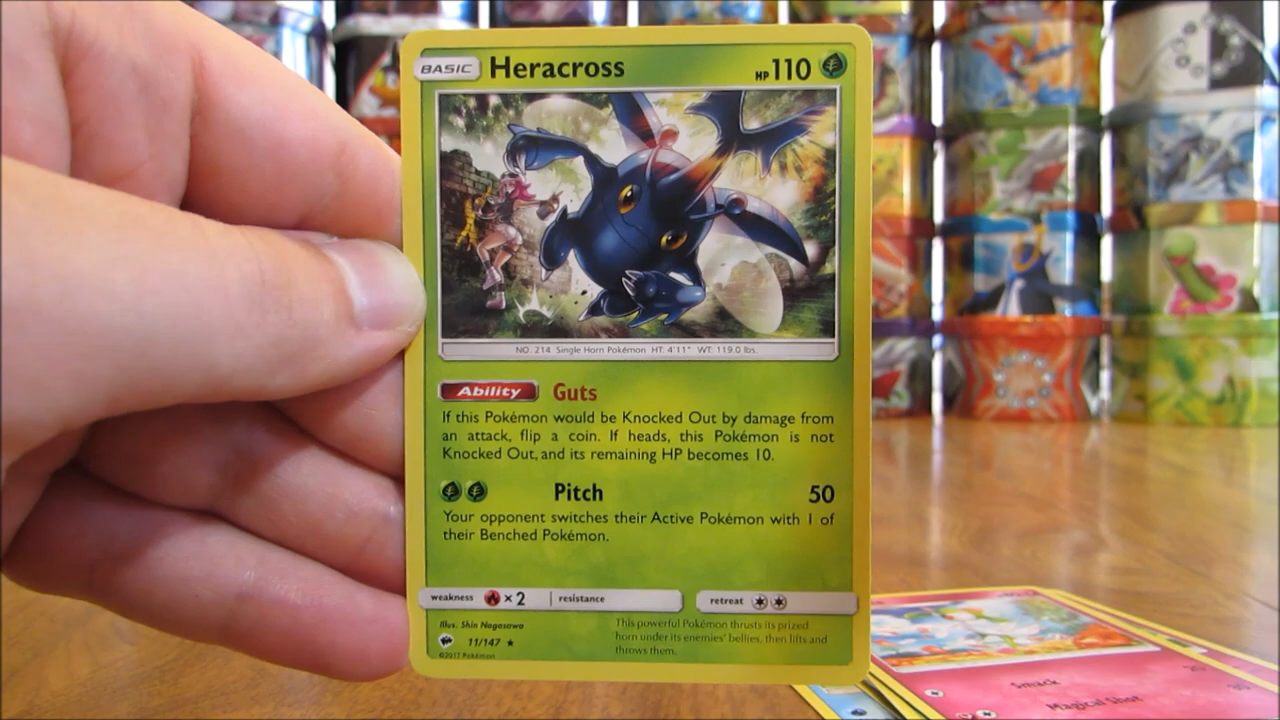 BASIC Heracross HP 110
NO. 214 Single Horn Pokémon HT: 4'11" WT: 119.0 lbs.
Ability Guts
If this Pokémon would be Knocked Out by damage from
an attack, flip a coin. If heads, this Pokémon is not
Knocked Out, and its remaining HP becomes 10.
Pitch 50
Your opponent switches their Active Pokémon with 1 of
their Benched Pokémon.
weakness ×2 resistance retreat
Illus. Shin Nagasawa
11/147
©2017 Pokémon
This powerful Pokémon thrusts its prized
horn under its enemies' bellies, then lifts and
throws them.
Smack
Magical Shot